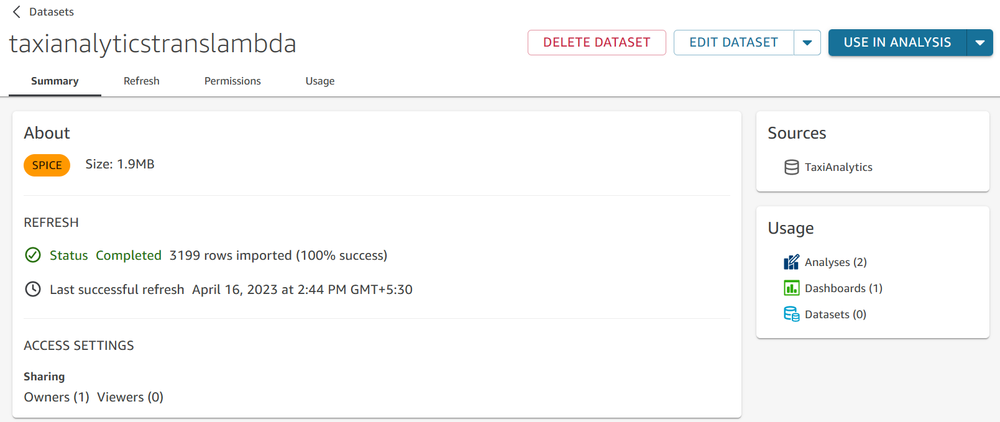 Datasets
taxianalyticstranslambda
DELETE DATASET
EDIT DATASET
USE IN ANALYSIS
Summary
Refresh
Permissions
Usage
About
SPICE
Size: 1.9MB
REFRESH
Status Completed 3199 rows imported (100% success)
Last successful refresh April 16, 2023 at 2:44 PM GMT+5:30
ACCESS SETTINGS
Sharing
Owners (1) Viewers (0)
Sources
TaxiAnalytics
Usage
Analyses (2)
Dashboards (1)
Datasets (0)